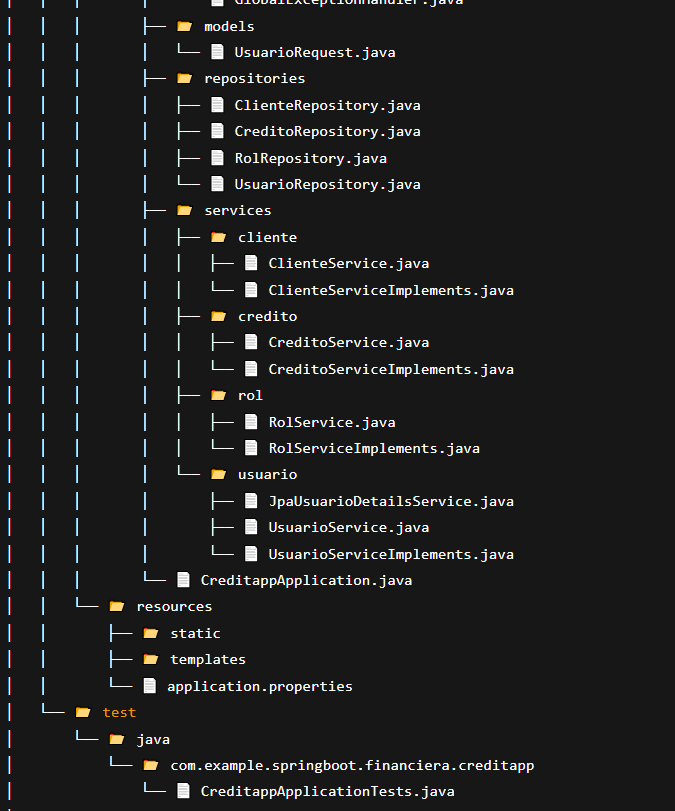 GlobalExceptionHandler.java
models
UsuarioRequest.java
repositories
ClienteRepository.java
CreditoRepository.java
RolRepository.java
UsuarioRepository.java
services
cliente
ClienteService.java
ClienteServiceImplements.java
credito
CreditoService.java
CreditoServiceImplements.java
rol
RolService.java
RolServiceImplements.java
usuario
JpaUsuarioDetailsService.java
UsuarioService.java
UsuarioServiceImplements.java
CreditappApplication.java
resources
static
templates
application.properties
test
java
com.example.springboot.financiera.creditapp
CreditappApplicationTests.java